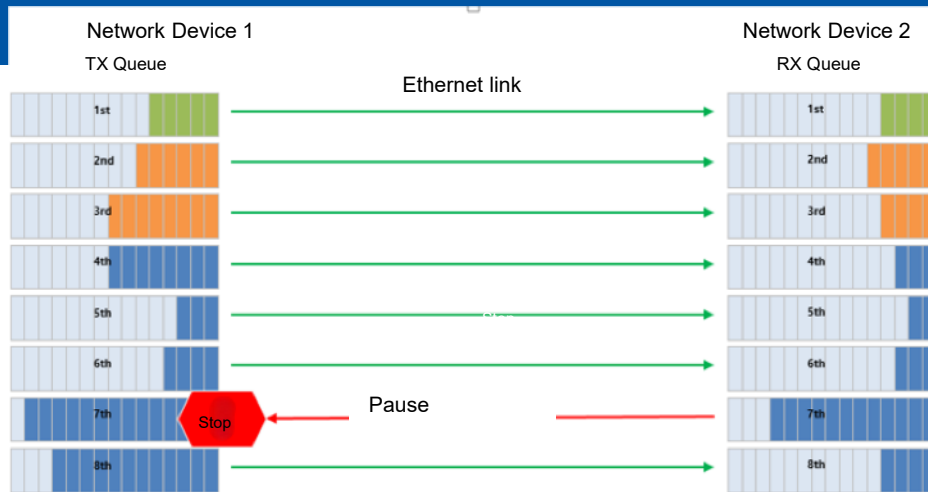 Network Device 1
Network Device 2
TX Queue
RX Queue
Ethernet link
1st
1st
2nd
2nd
3rd
3rd
4th
4th
5th
Stop
5th
6th
6th
Pause
7th
Stop
7th
8th
8th